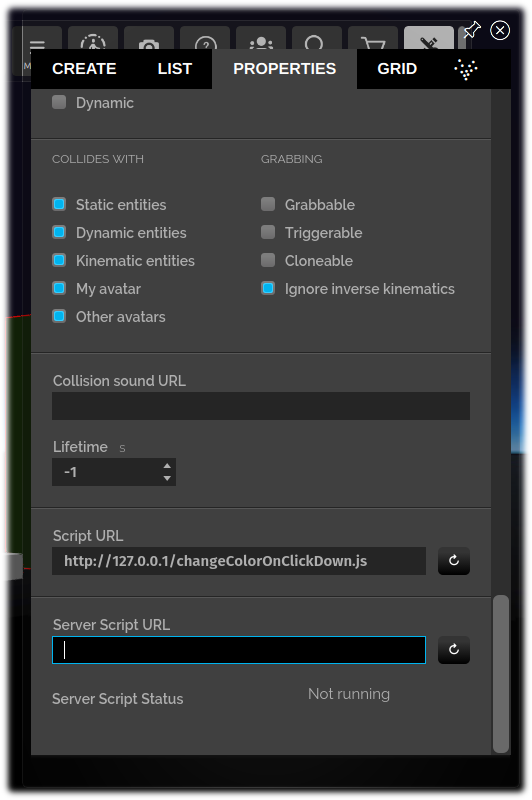 CREATE LIST PROPERTIES GRID
Dynamic
COLLIDES WITH GRABBING
Static entities Grabbable
Dynamic entities Triggerable
Kinematic entities Cloneable
My avatar Ignore inverse kinematics
Other avatars
Collision sound URL
Lifetime s
-1
Script URL
http://127.0.0.1/changeColorOnClickDown.js
Server Script URL
Server Script Status Not running